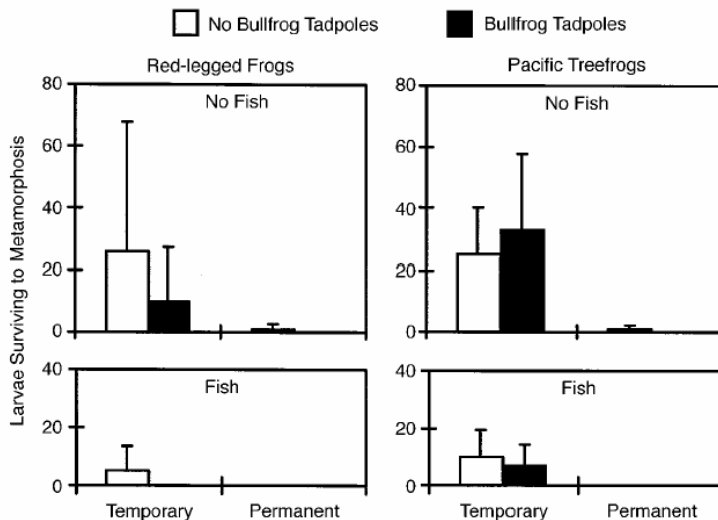 No Bullfrog Tadpoles
Bullfrog Tadpoles
Red-legged Frogs
Pacific Treefrogs
Larvae Surviving to Metamorphosis
80
No Fish
60
40
20
0
80
No Fish
60
40
20
0
40
Fish
20
0
40
Fish
20
0
Temporary
Permanent
Temporary
Permanent